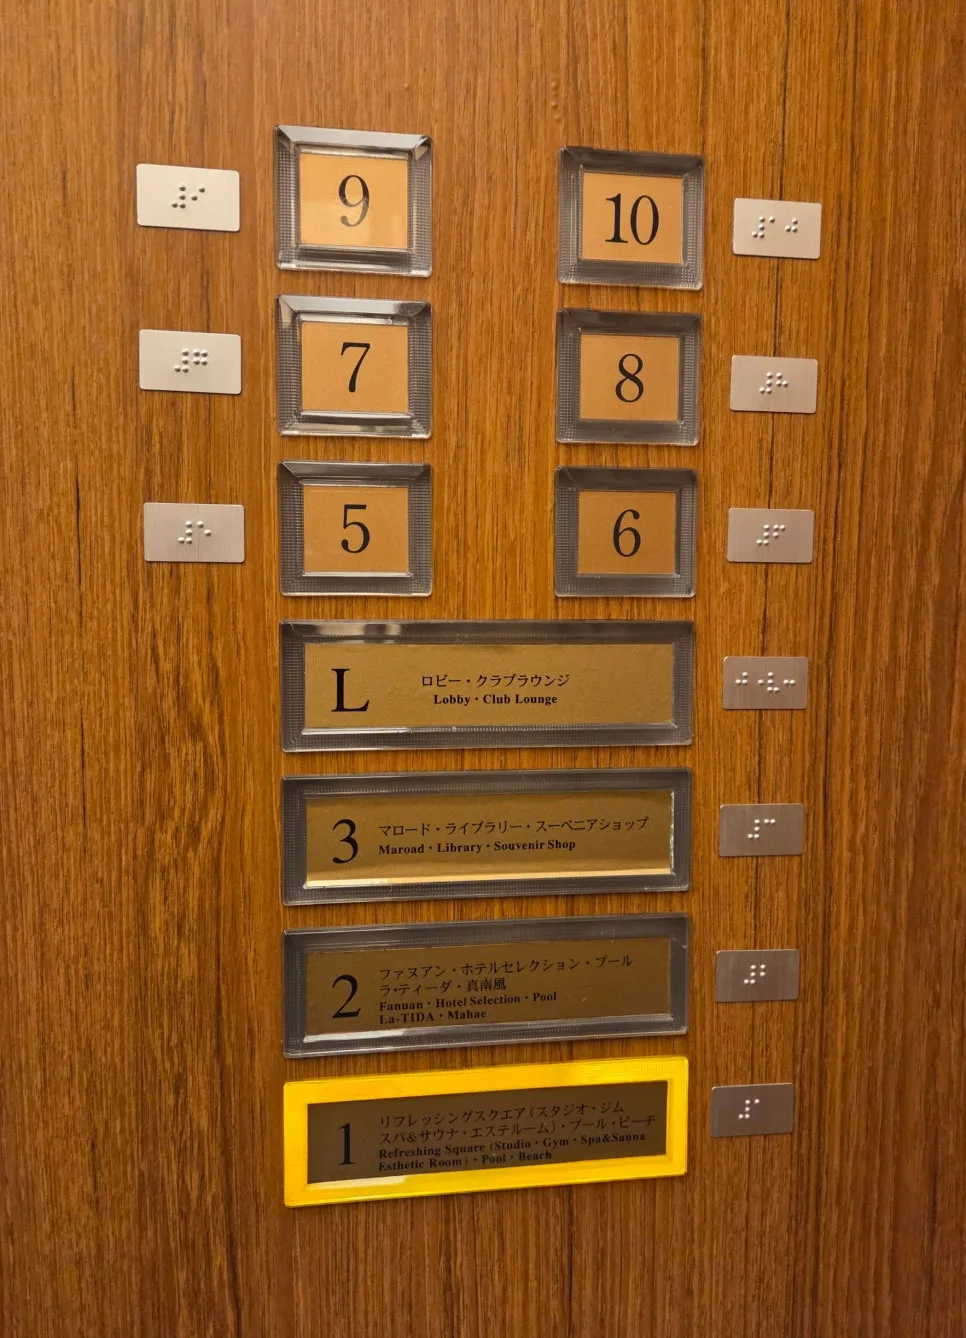 9
10
7
8
5
6
L
ロビー・クラブラウンジ
Lobby・Club Lounge
3
マロード・ライブラリー・スーベニアショップ
Maroad・Library・Souvenir Shop
2
ファヌアン・ホテルセレクション・プール
ラ・ティーダ・真南風
Fanuan・Hotel Selection・Pool
La-TIDA・Mahae
1
リフレッシングスクエア(スタジオ・ジム
スパ&サウナ・エステルーム)・プール・ビーチ
Refreshing Square (Studio・Gym・Spa&Sauna
Esthetic Room)・Pool・Beach